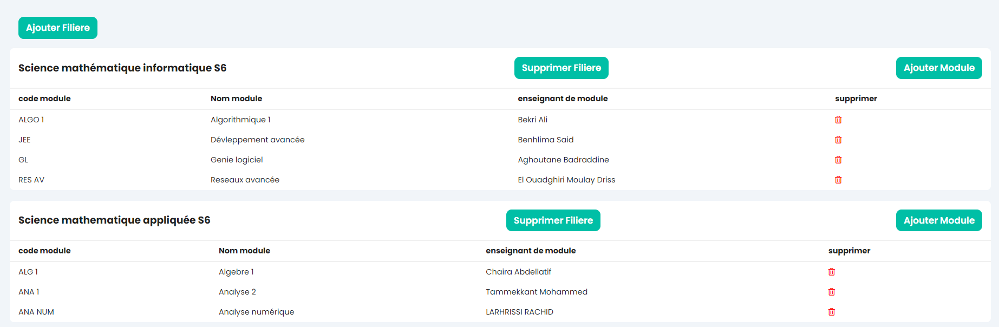 Ajouter Filiere
Science mathématique informatique S6 Supprimer Filiere Ajouter Module
code module Nom module enseignant de module supprimer
ALGO 1 Algorithmique 1 Bekri Ali
JEE Dévleppement avancée Benhlima Said
GL Genie logiciel Aghoutane Badraddine
RES AV Reseaux avancée El Ouadghiri Moulay Driss
Science mathematique appliquée S6 Supprimer Filiere Ajouter Module
code module Nom module enseignant de module supprimer
ALG 1 Algebre 1 Chaira Abdellatif
ANA 1 Analyse 2 Tammekkant Mohammed
ANA NUM Analyse numérique LARHRISSI RACHID